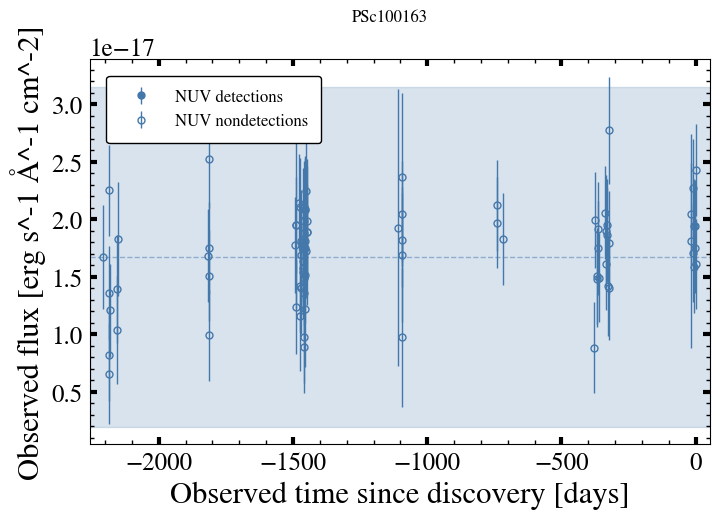 PSc100163
1e−17
NUV detections
NUV nondetections
3.0
2.5
2.0
1.5
1.0
0.5
Observed flux [erg s^-1 Å^-1 cm^-2]
−2000 −1500 −1000 −500 0
Observed time since discovery [days]